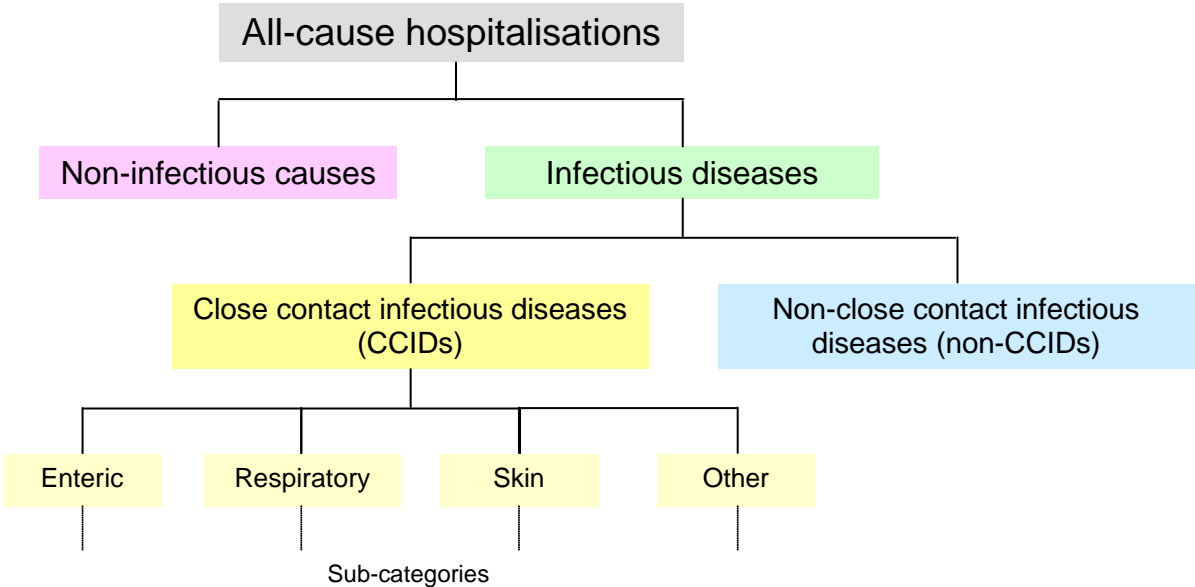 All-cause hospitalisations
Non-infectious causes
Infectious diseases
Close contact infectious diseases
(CCIDs)
Non-close contact infectious
diseases (non-CCIDs)
Enteric
Respiratory
Skin
Other
Sub-categories